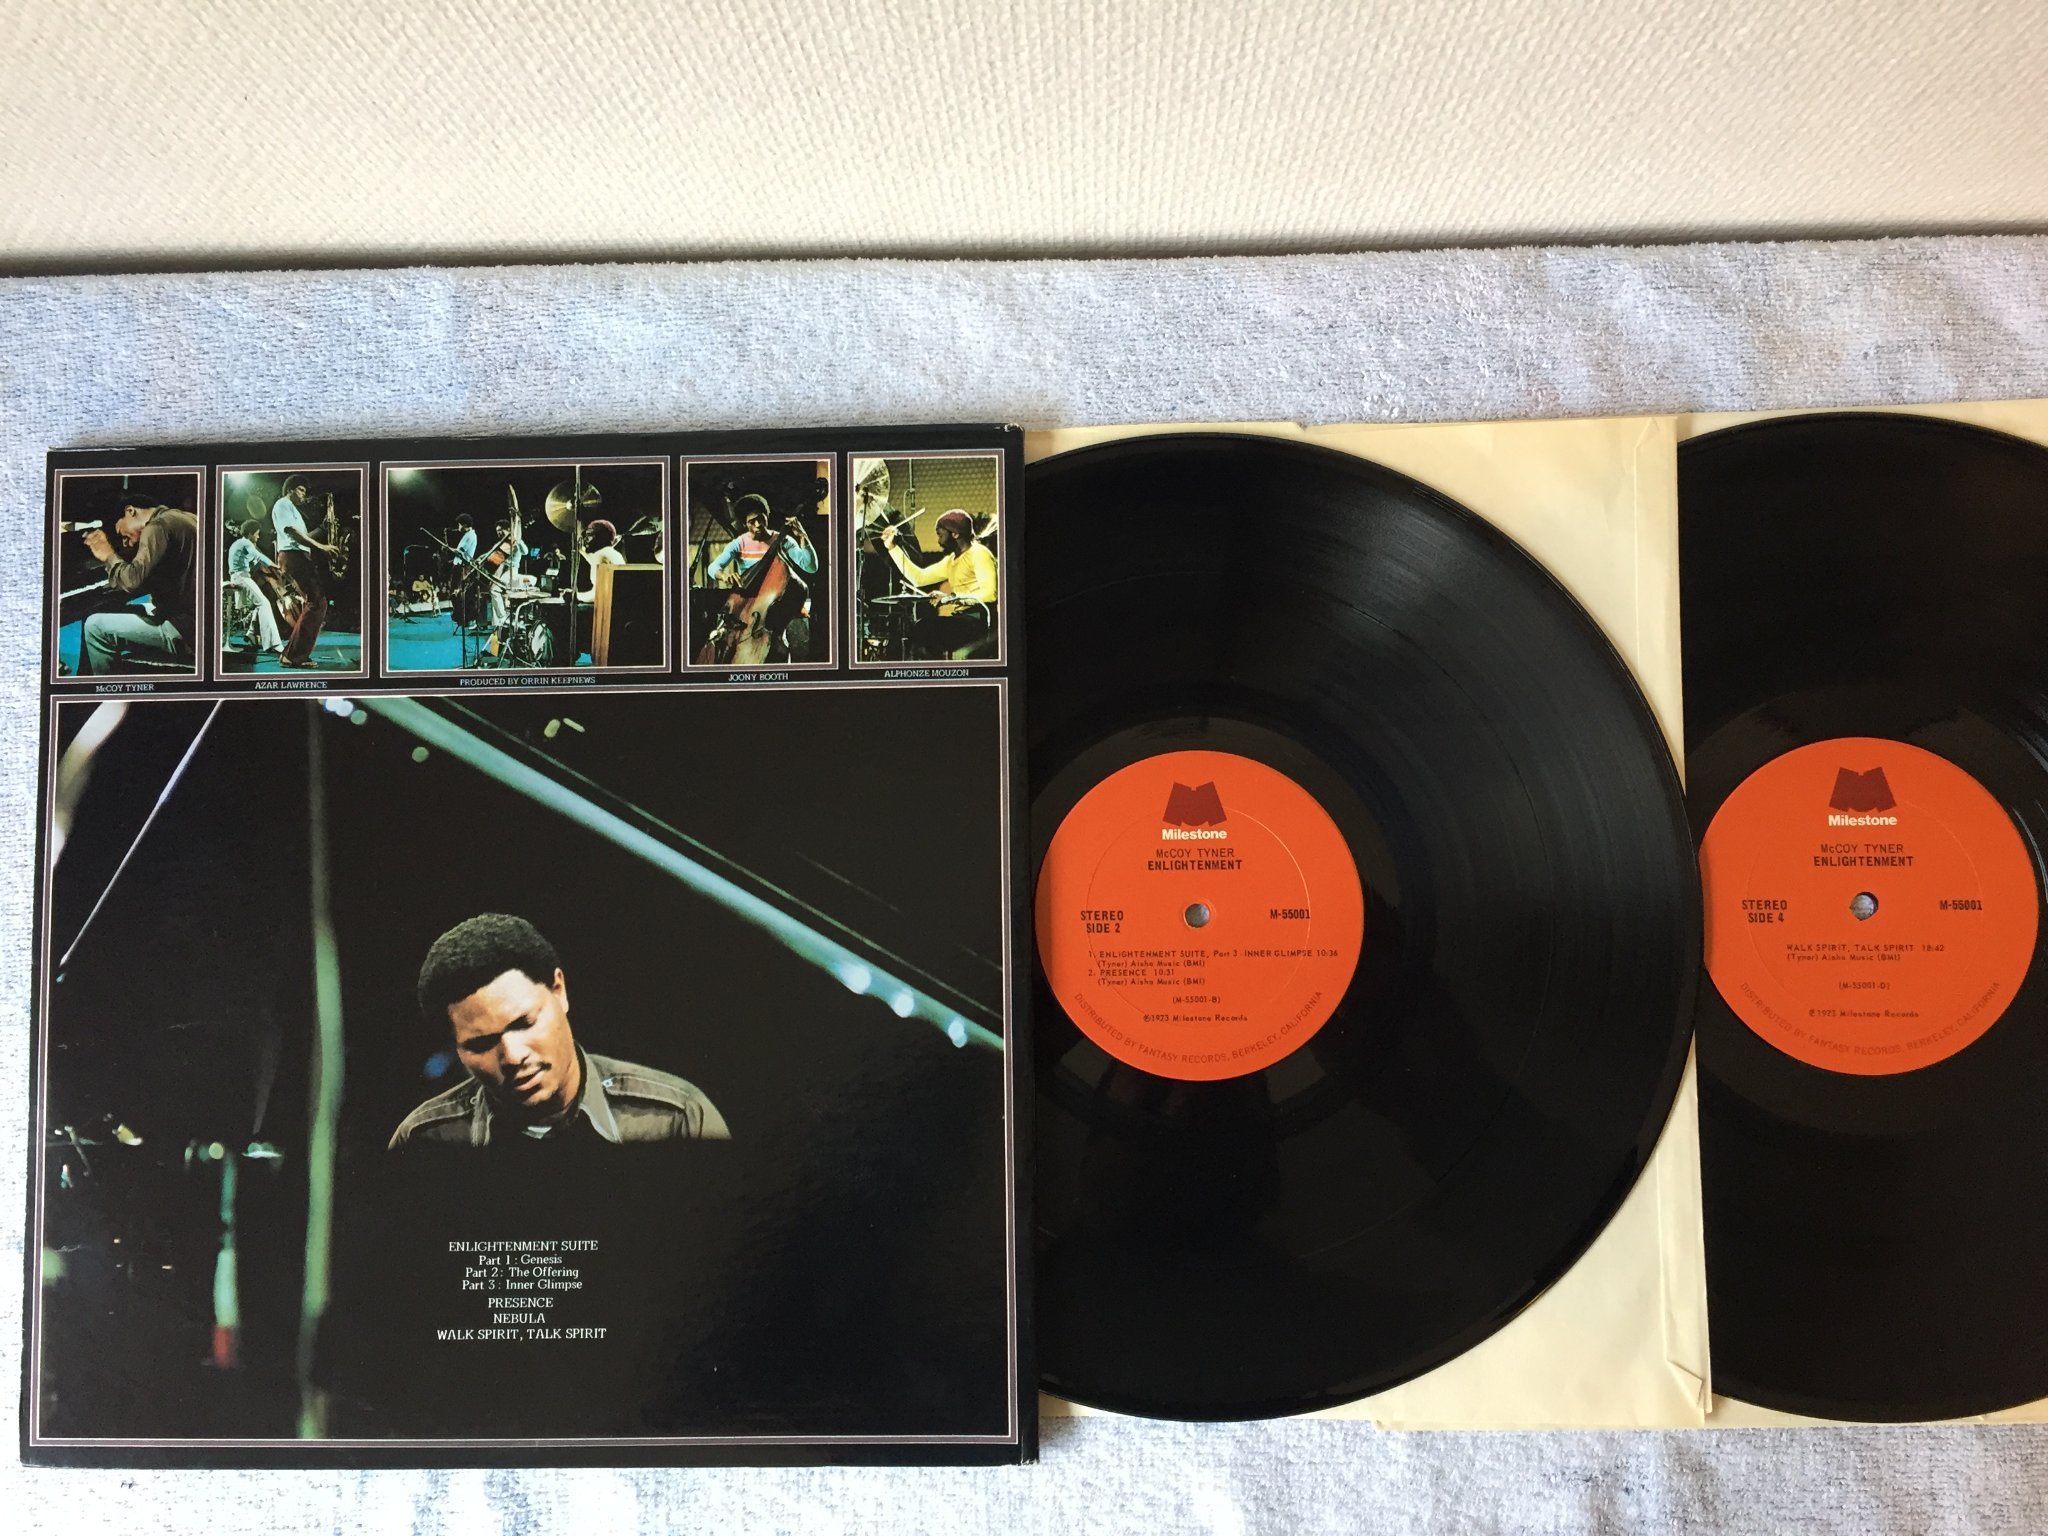 McCOY TYNER
AZAR LAWRENCE
PRODUCED BY ORRIN KEEPNEWS
JOONY BOOTH
ALPHONZE MOUZON
ENLIGHTENMENT SUITE
Part 1 : Genesis
Part 2 : The Offering
Part 3 : Inner Glimpse
PRESENCE
NEBULA
WALK SPIRIT, TALK SPIRIT
Milestone
McCOY TYNER
ENLIGHTENMENT
STEREO
SIDE 2
M-55001
1. ENLIGHTENMENT SUITE, Part 3 INNER GLIMPSE 10:36
(Tyner) Aisha Music (BMI)
2. PRESENCE 10:31
(Tyner) Aisha Music (BMI)
(M-55001-B)
℗1973 Milestone Records
DISTRIBUTED BY FANTASY RECORDS, BERKELEY, CALIFORNIA
Milestone
McCOY TYNER
ENLIGHTENMENT
STEREO
SIDE 4
M-55001
WALK SPIRIT, TALK SPIRIT 18:42
(Tyner) Aisha Music (BMI)
(M-55001-D)
℗1973 Milestone Records
DISTRIBUTED BY FANTASY RECORDS, BERKELEY, CALIFORNIA